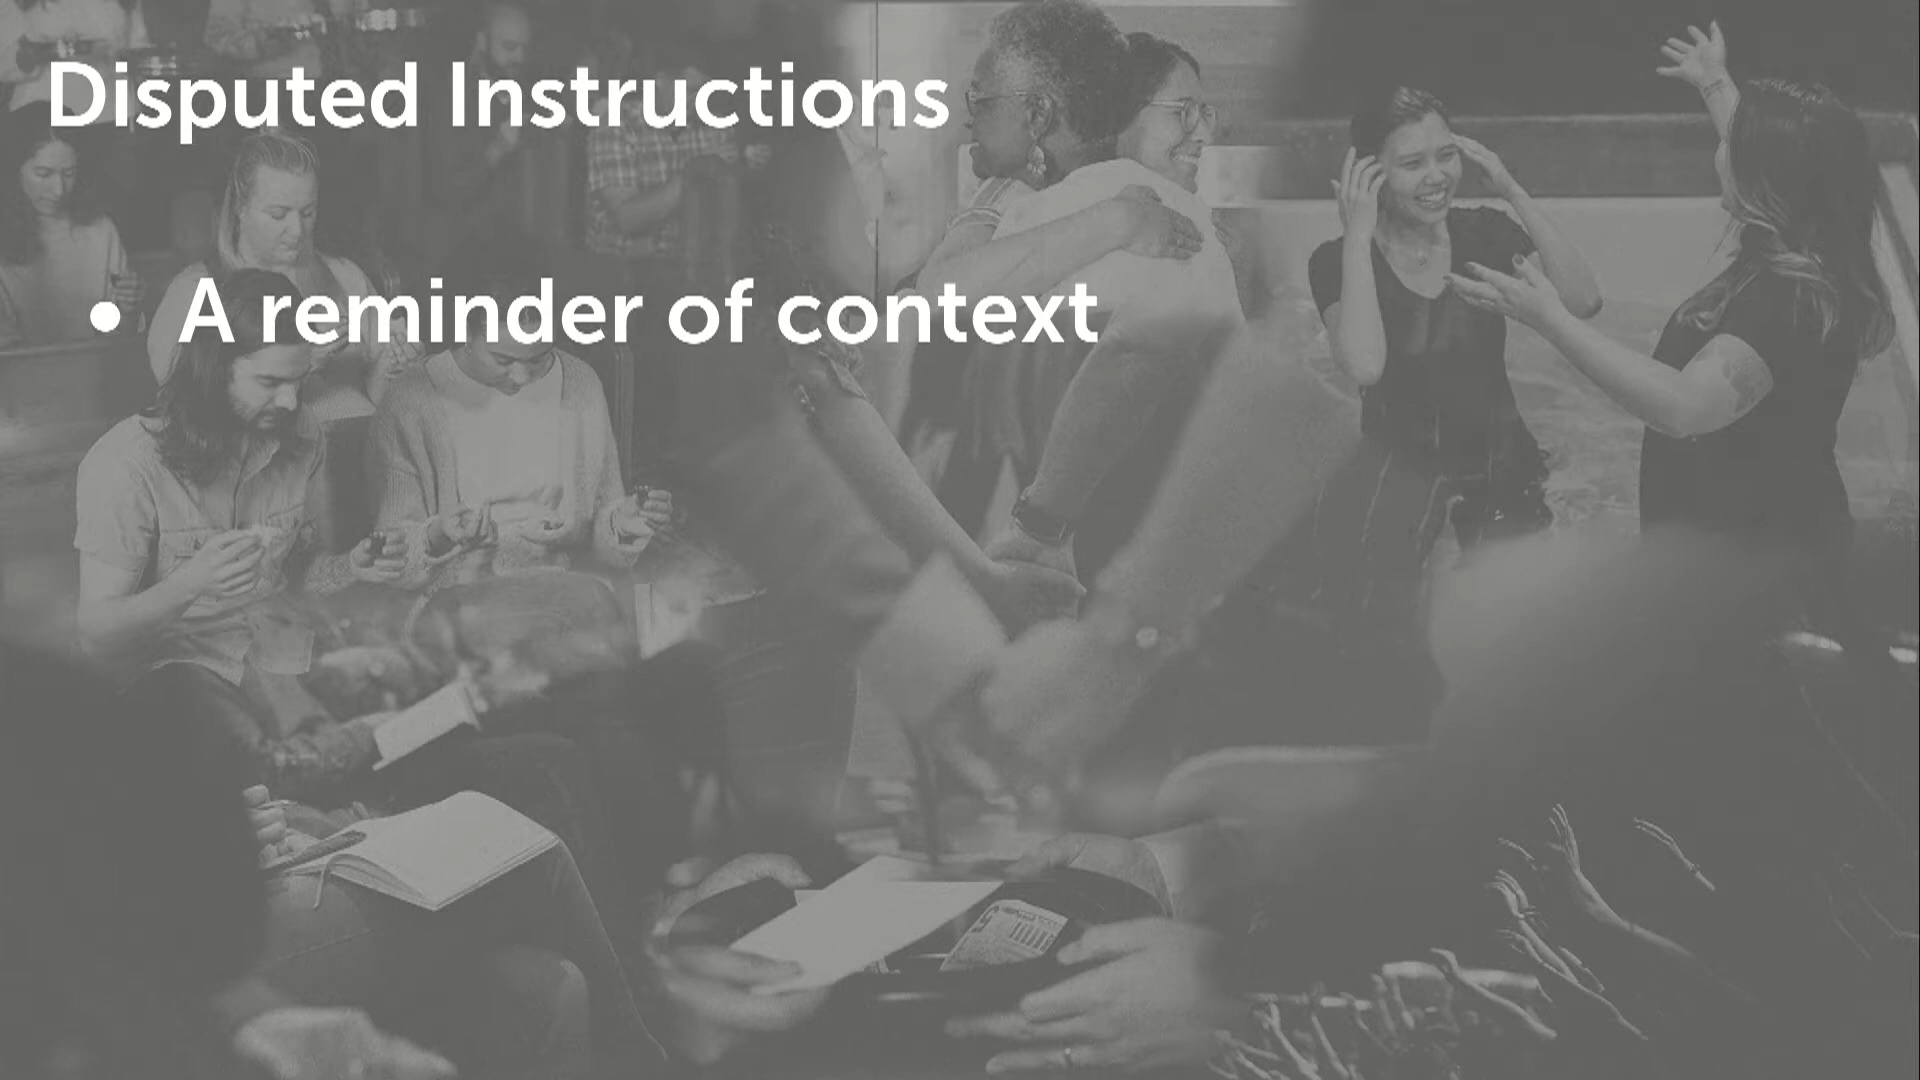 Disputed Instructions
• A reminder of context